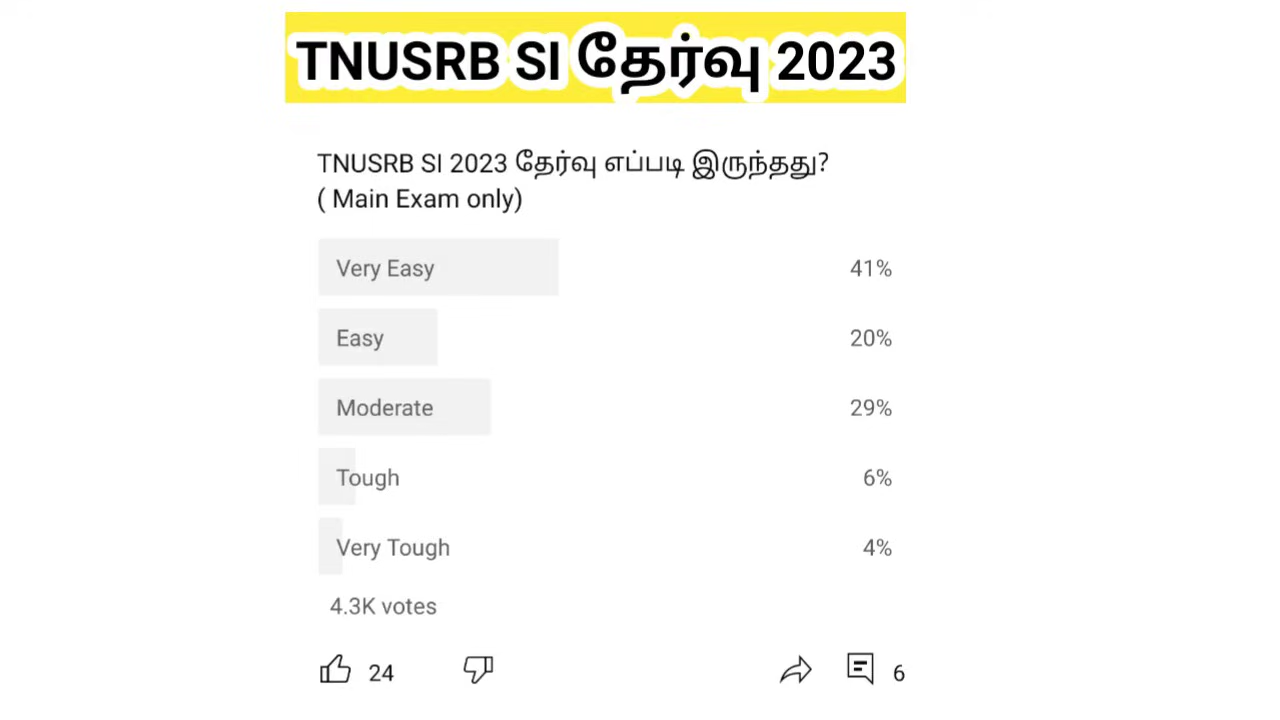 TNUSRB SI தேர்வு 2023
TNUSRB SI 2023 தேர்வு எப்படி இருந்தது?
( Main Exam only)
Very Easy 41%
Easy 20%
Moderate 29%
Tough 6%
Very Tough 4%
4.3K votes
24 6